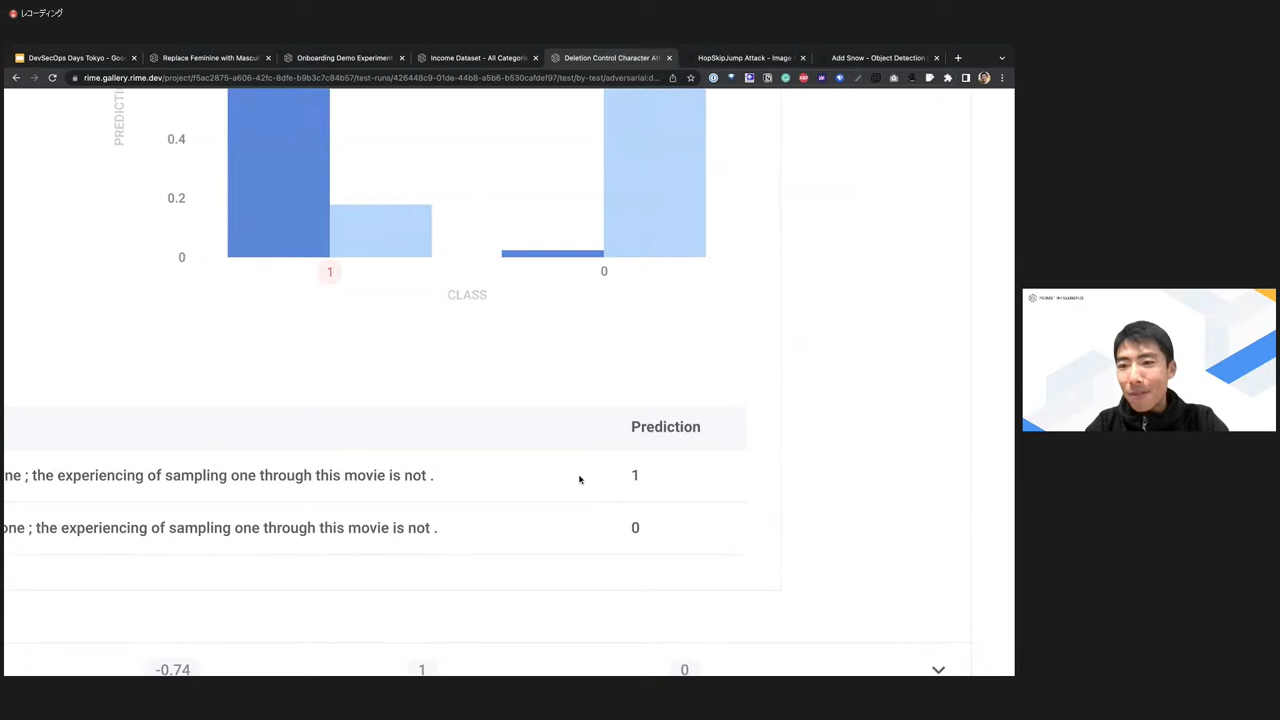 レコーディング
DevSecOps Days Tokyo - Goo
Replace Feminine with Mascul
Onboarding Demo Experiment
Income Dataset - All Categorie
Deletion Control Character Att
HopSkipJump Attack - Image
Add Snow - Object Detection
rime.gallery.rime.dev/project/f5ac2875-a606-42fc-8dfe-b9b3c7c84b57/test-runs/426448c9-01de-44b8-a5b6-b530cafdef97/test/by-test/adversarial:d...
PREDICTI
0.4
0.2
0
1
0
CLASS
Prediction
ne ; the experiencing of sampling one through this movie is not .
1
one ; the experiencing of sampling one through this movie is not .
0
-0.74
1
0
ROBUST INTELLIGENCE